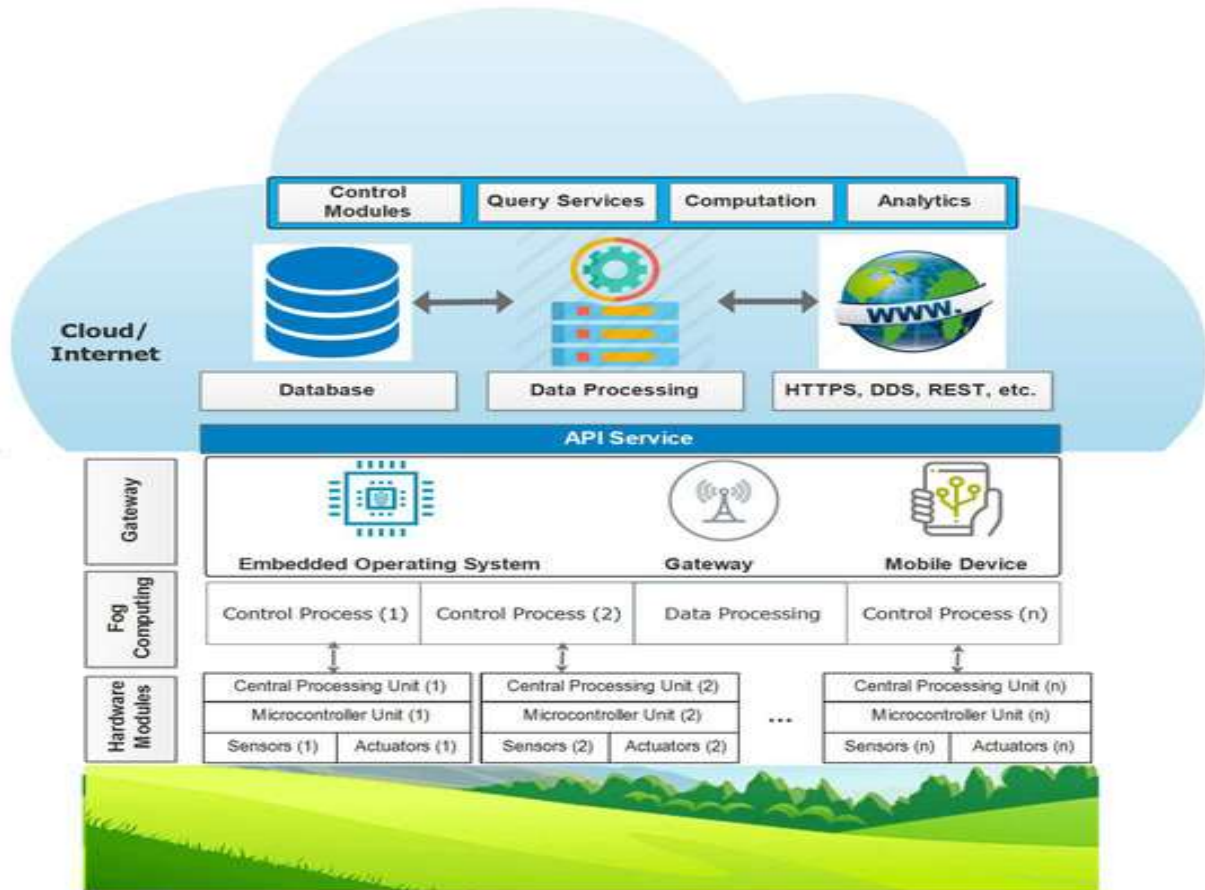 Control
Modules
Query Services
Computation
Analytics
WWW.
Cloud/
Internet
Database
Data Processing
HTTPS, DDS, REST, etc.
API Service
Gateway
Embedded Operating System
Gateway
Mobile Device
Fog
Computing
Control Process (1)
Control Process (2)
Data Processing
Control Process (n)
Hardware
Modules
Central Processing Unit (1)
Central Processing Unit (2)
Central Processing Unit (n)
Microcontroller Unit (1)
Microcontroller Unit (2)
...
Microcontroller Unit (n)
Sensors (1)
Actuators (1)
Sensors (2)
Actuators (2)
Sensors (n)
Actuators (n)